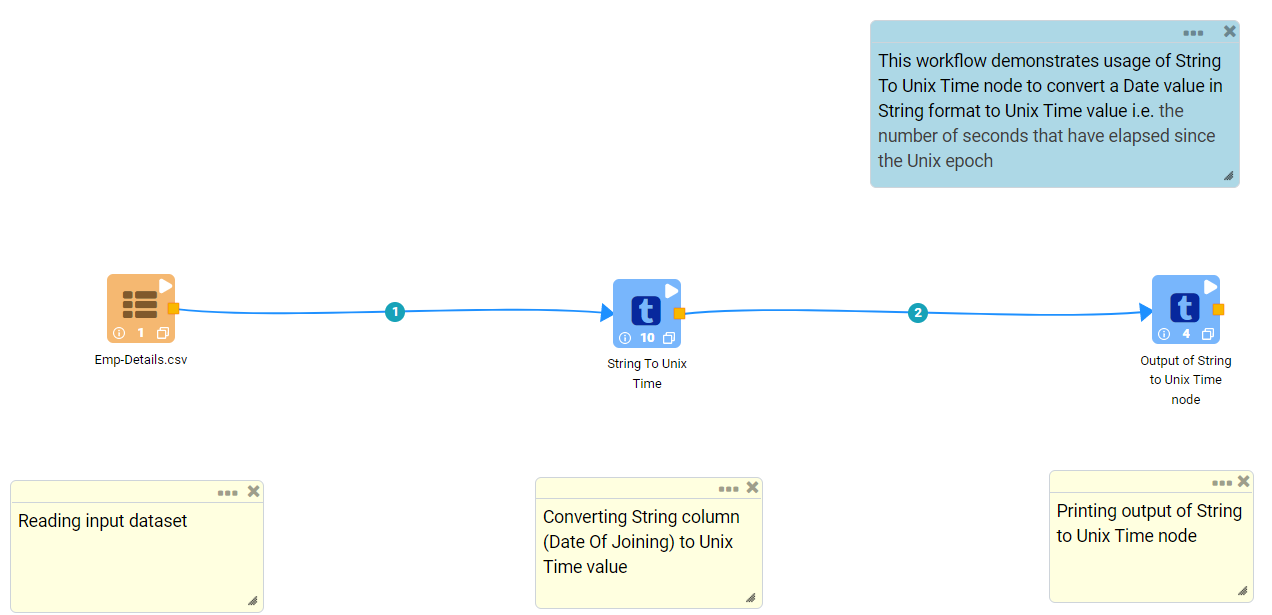 This workflow demonstrates usage of String
To Unix Time node to convert a Date value in
String format to Unix Time value i.e. the
number of seconds that have elapsed since
the Unix epoch
1
Emp-Details.csv
1
t
10
String To Unix
Time
2
t
4
Output of String
to Unix Time
node
Reading input dataset
Converting String column
(Date Of Joining) to Unix
Time value
Printing output of String
to Unix Time node